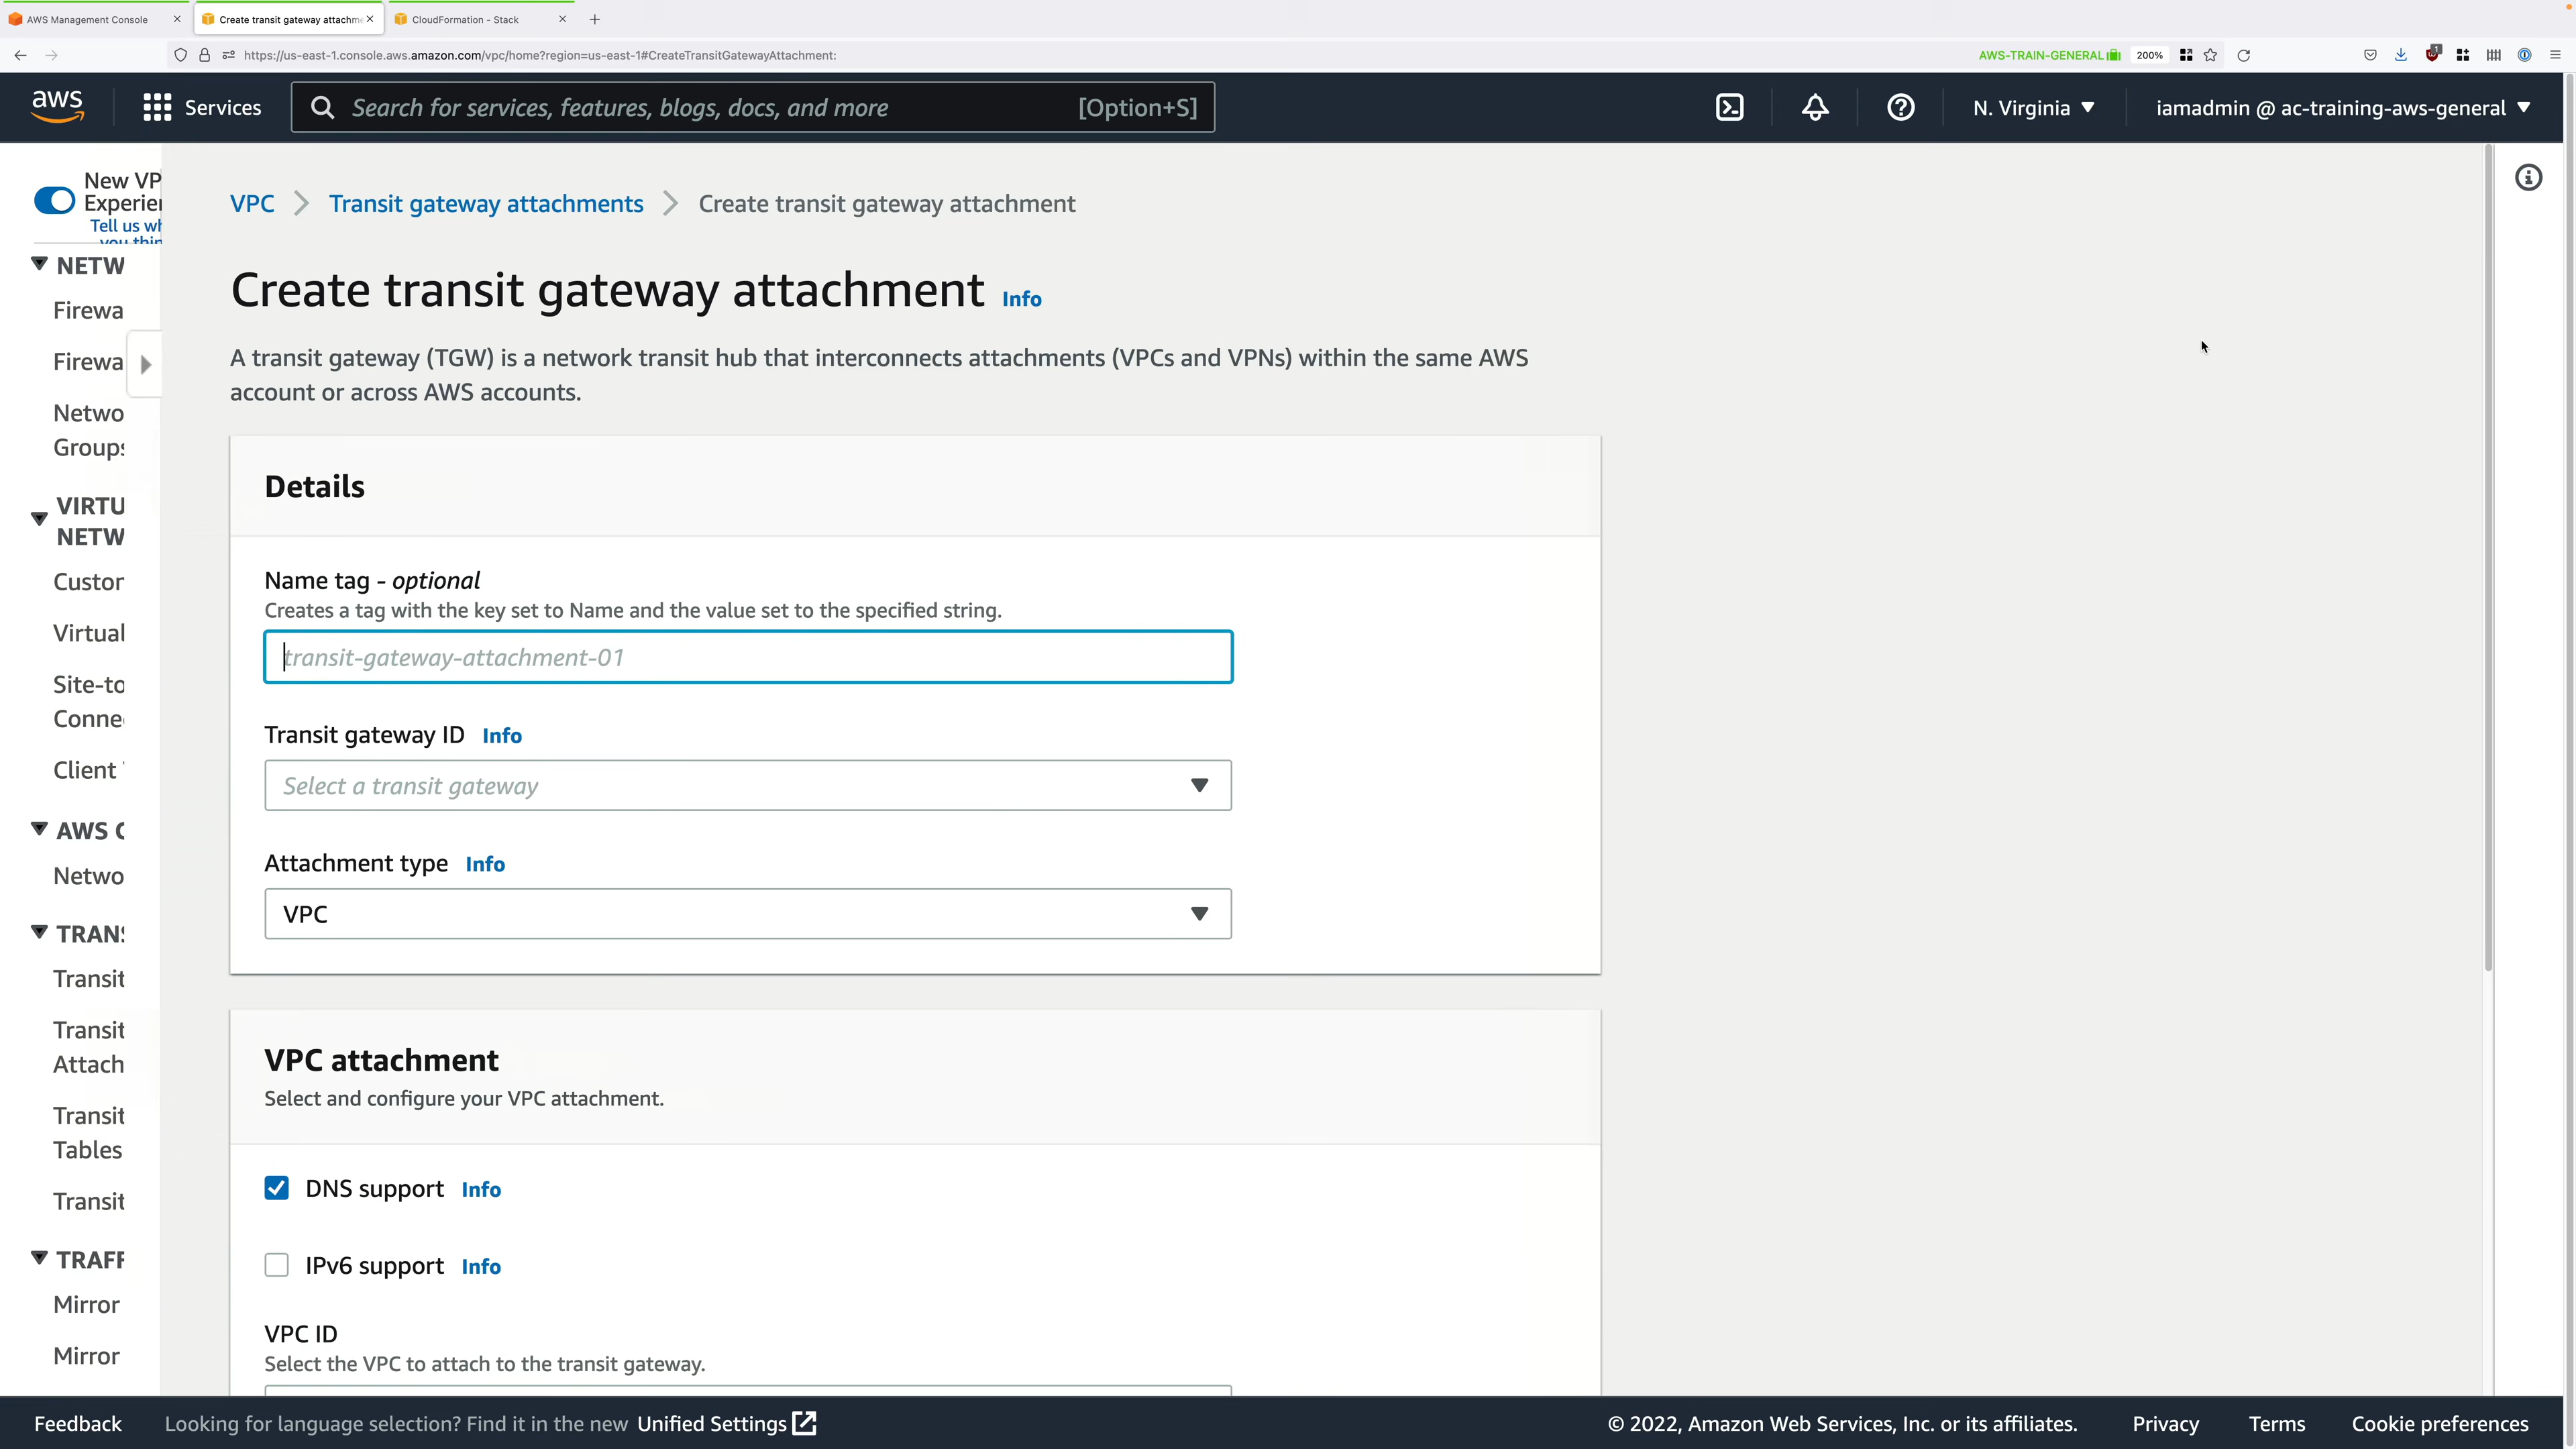 AWS Management Console
Create transit gateway attachme
CloudFormation - Stack
https://us-east-1.console.aws.amazon.com/vpc/home?region=us-east-1#CreateTransitGatewayAttachment:
AWS-TRAIN-GENERAL
200%
1
aws
Services
Search for services, features, blogs, docs, and more
[Option+S]
N. Virginia
iamadmin @ ac-training-aws-general
New VP
Experier
Tell us wh
you thin
NETW
Firewa
Firewa
Netwo
Groups
VIRTU
NETW
Custor
Virtual
Site-to
Conne
Client
AWS C
Netwo
TRANS
Transit
Transit
Attach
Transit
Tables
Transit
TRAFF
Mirror
Mirror
VPC
Transit gateway attachments
Create transit gateway attachment
Create transit gateway attachment Info
A transit gateway (TGW) is a network transit hub that interconnects attachments (VPCs and VPNs) within the same AWS
account or across AWS accounts.
Details
Name tag - optional
Creates a tag with the key set to Name and the value set to the specified string.
transit-gateway-attachment-01
Transit gateway ID Info
Select a transit gateway
Attachment type Info
VPC
VPC attachment
Select and configure your VPC attachment.
DNS support Info
IPv6 support Info
VPC ID
Select the VPC to attach to the transit gateway.
Feedback
Looking for language selection? Find it in the new Unified Settings
© 2022, Amazon Web Services, Inc. or its affiliates.
Privacy
Terms
Cookie preferences